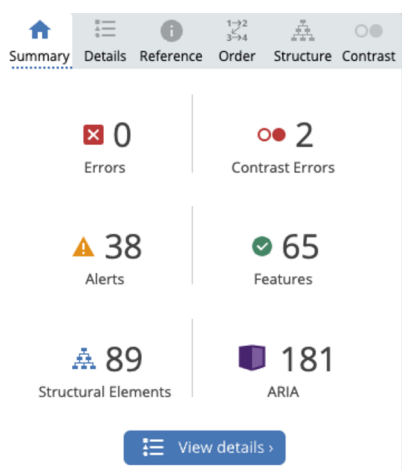 1→2
3→4
Summary Details Reference Order Structure Contrast
0 2
Errors Contrast Errors
38 65
Alerts Features
89 181
Structural Elements ARIA
View details ›